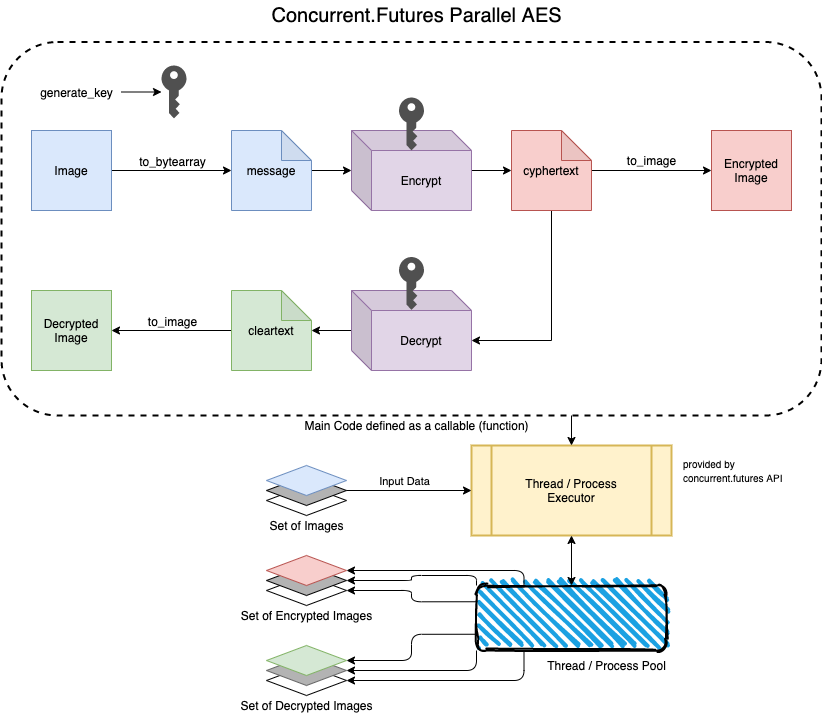 Concurrent.Futures Parallel AES
generate_key
Image
to_bytearray
message
Encrypt
cyphertext
to_image
Encrypted
Image
Decrypted
Image
to_image
cleartext
Decrypt
Main Code defined as a callable (function)
Input Data
Set of Images
Thread / Process
Executor
provided by
concurrent.futures API
Set of Encrypted Images
Thread / Process Pool
Set of Decrypted Images